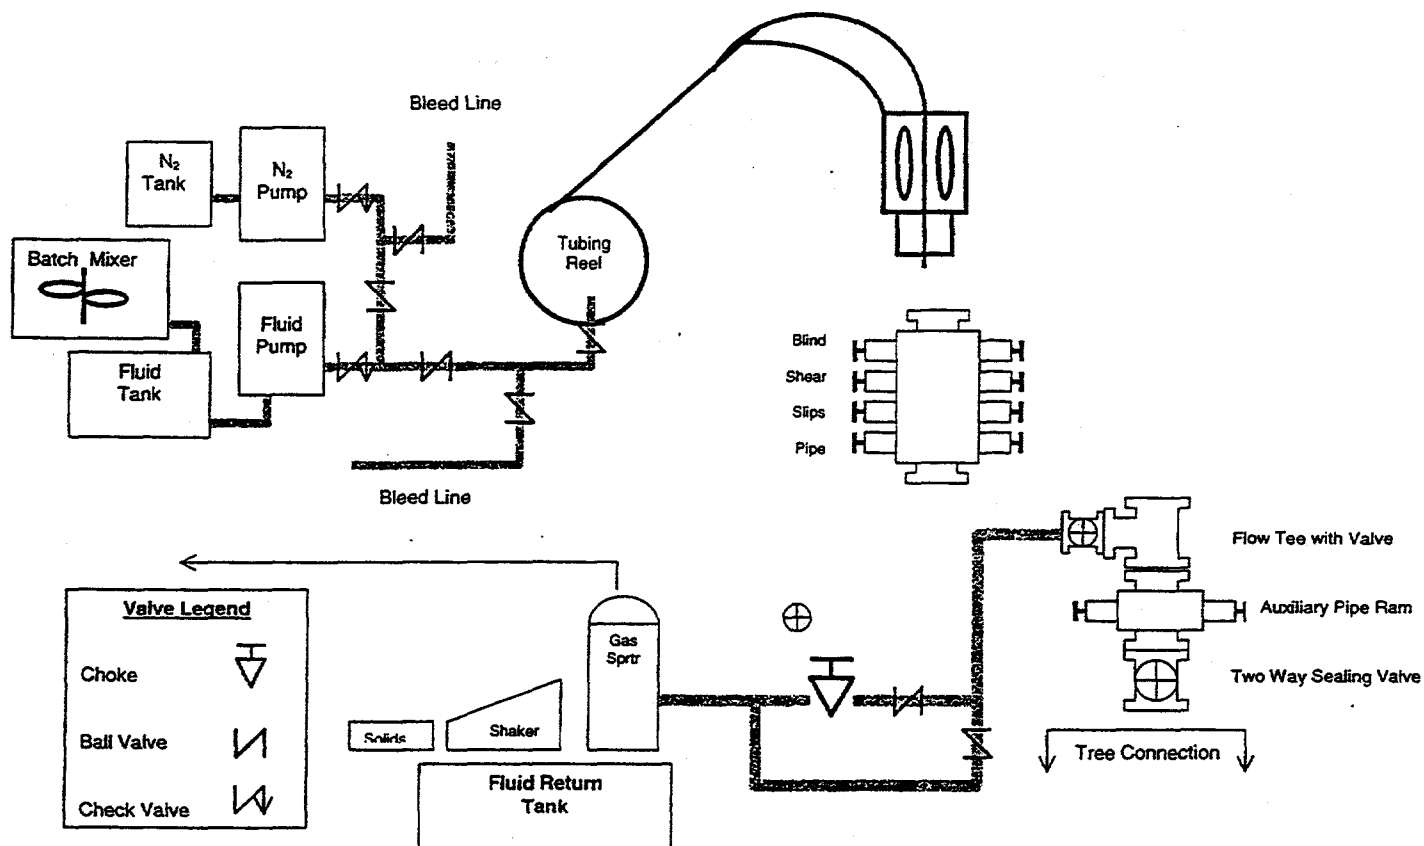 Bleed Line
N₂
Tank
N₂
Pump
Batch Mixer
Tubing
Reel
Fluid
Pump
Fluid
Tank
Blind
Shear
Slips
Pipe
Bleed Line
Flow Tee with Valve
Valve Legend
Auxiliary Pipe Ram
Gas
Sprtr
Choke
Two Way Sealing Valve
Solids
Shaker
Ball Valve
Tree Connection
Fluid Return
Tank
Check Valve